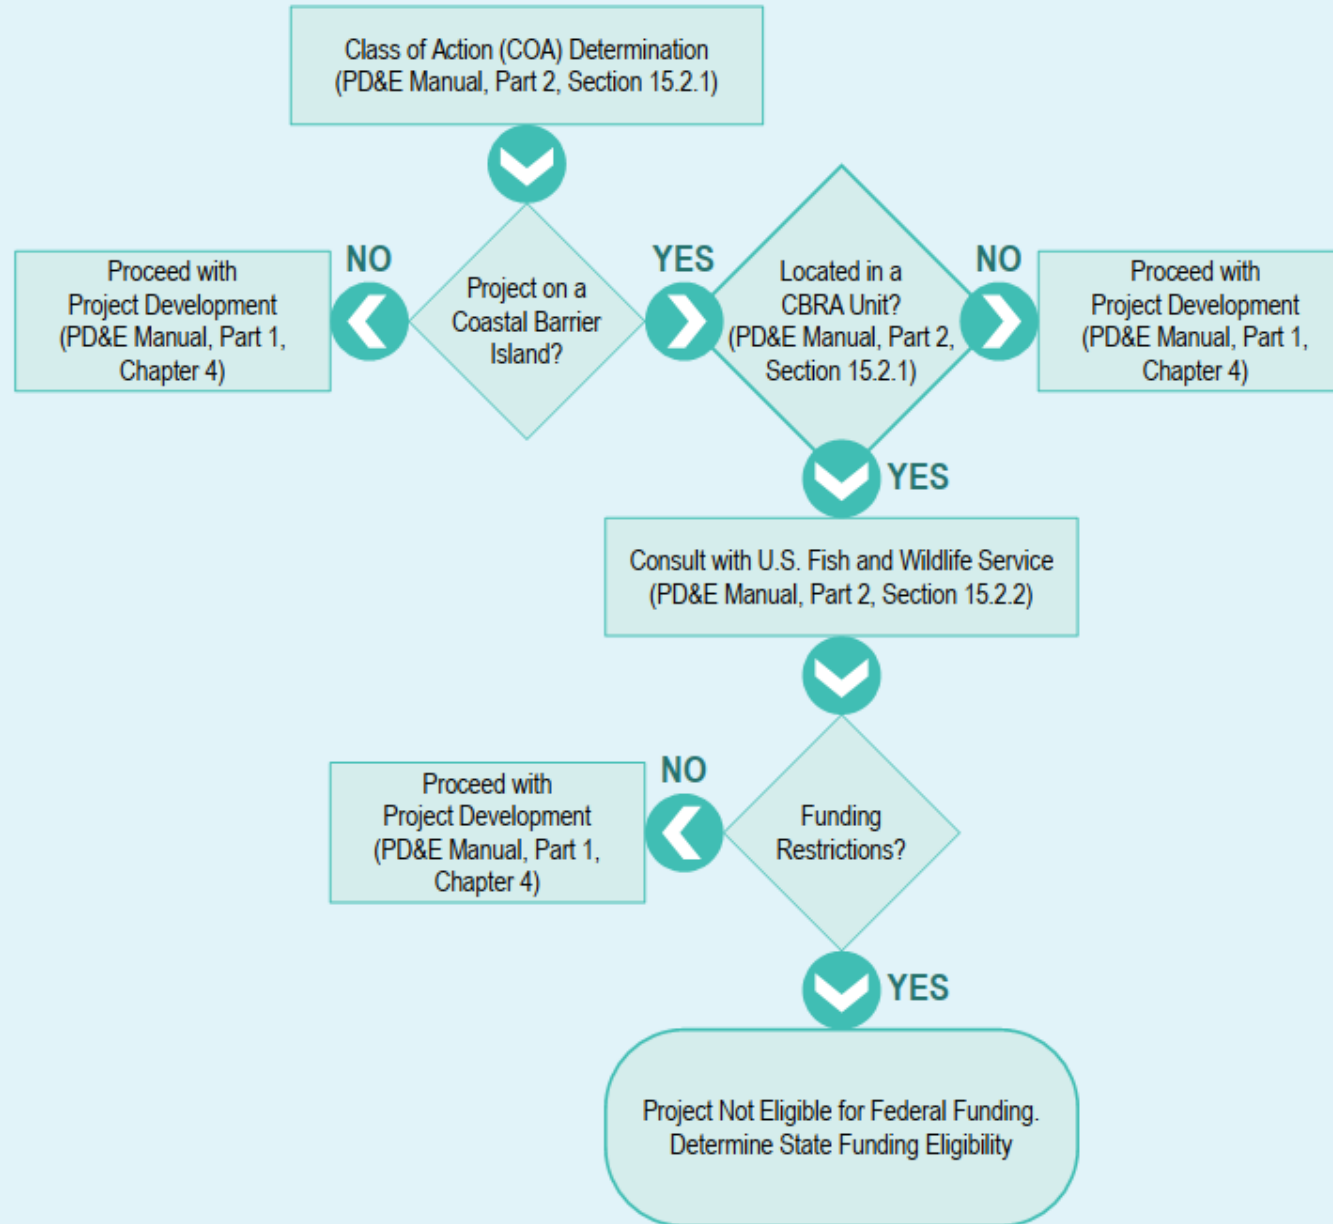 Class of Action (COA) Determination
(PD&E Manual, Part 2, Section 15.2.1)
NO
Proceed with
Project Development
(PD&E Manual, Part 1,
Chapter 4)
Project on a
Coastal Barrier
Island?
YES
Located in a
CBRA Unit?
(PD&E Manual, Part 2,
Section 15.2.1)
NO
Proceed with
Project Development
(PD&E Manual, Part 1,
Chapter 4)
YES
Consult with U.S. Fish and Wildlife Service
(PD&E Manual, Part 2, Section 15.2.2)
NO
Proceed with
Project Development
(PD&E Manual, Part 1,
Chapter 4)
Funding
Restrictions?
YES
Project Not Eligible for Federal Funding.
Determine State Funding Eligibility